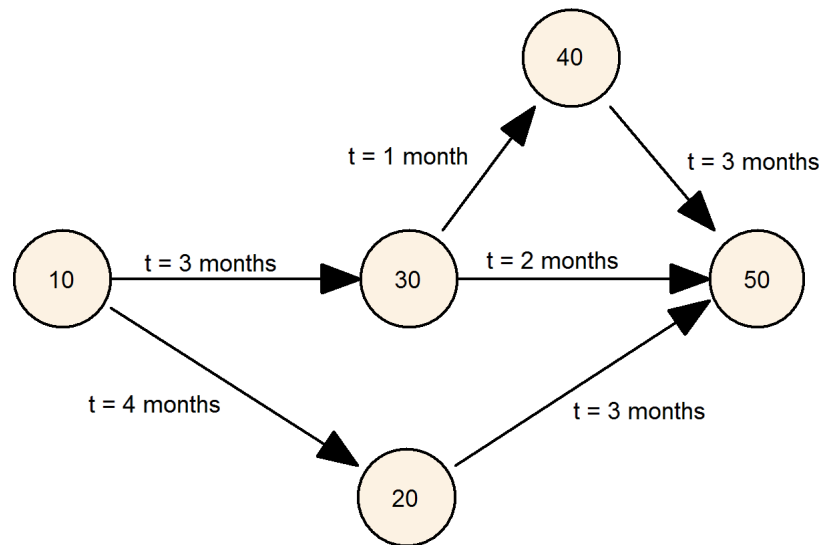 40
t = 1 month
t = 3 months
t = 3 months
t = 2 months
10
30
50
t = 4 months
t = 3 months
20